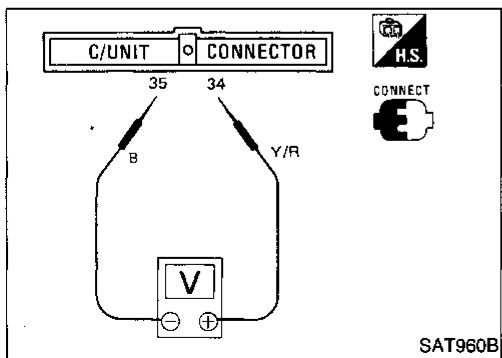 C/UNIT CONNECTOR
H.S.
35 34
CONNECT
B Y/R
V
⊖ ⊕
SAT960B